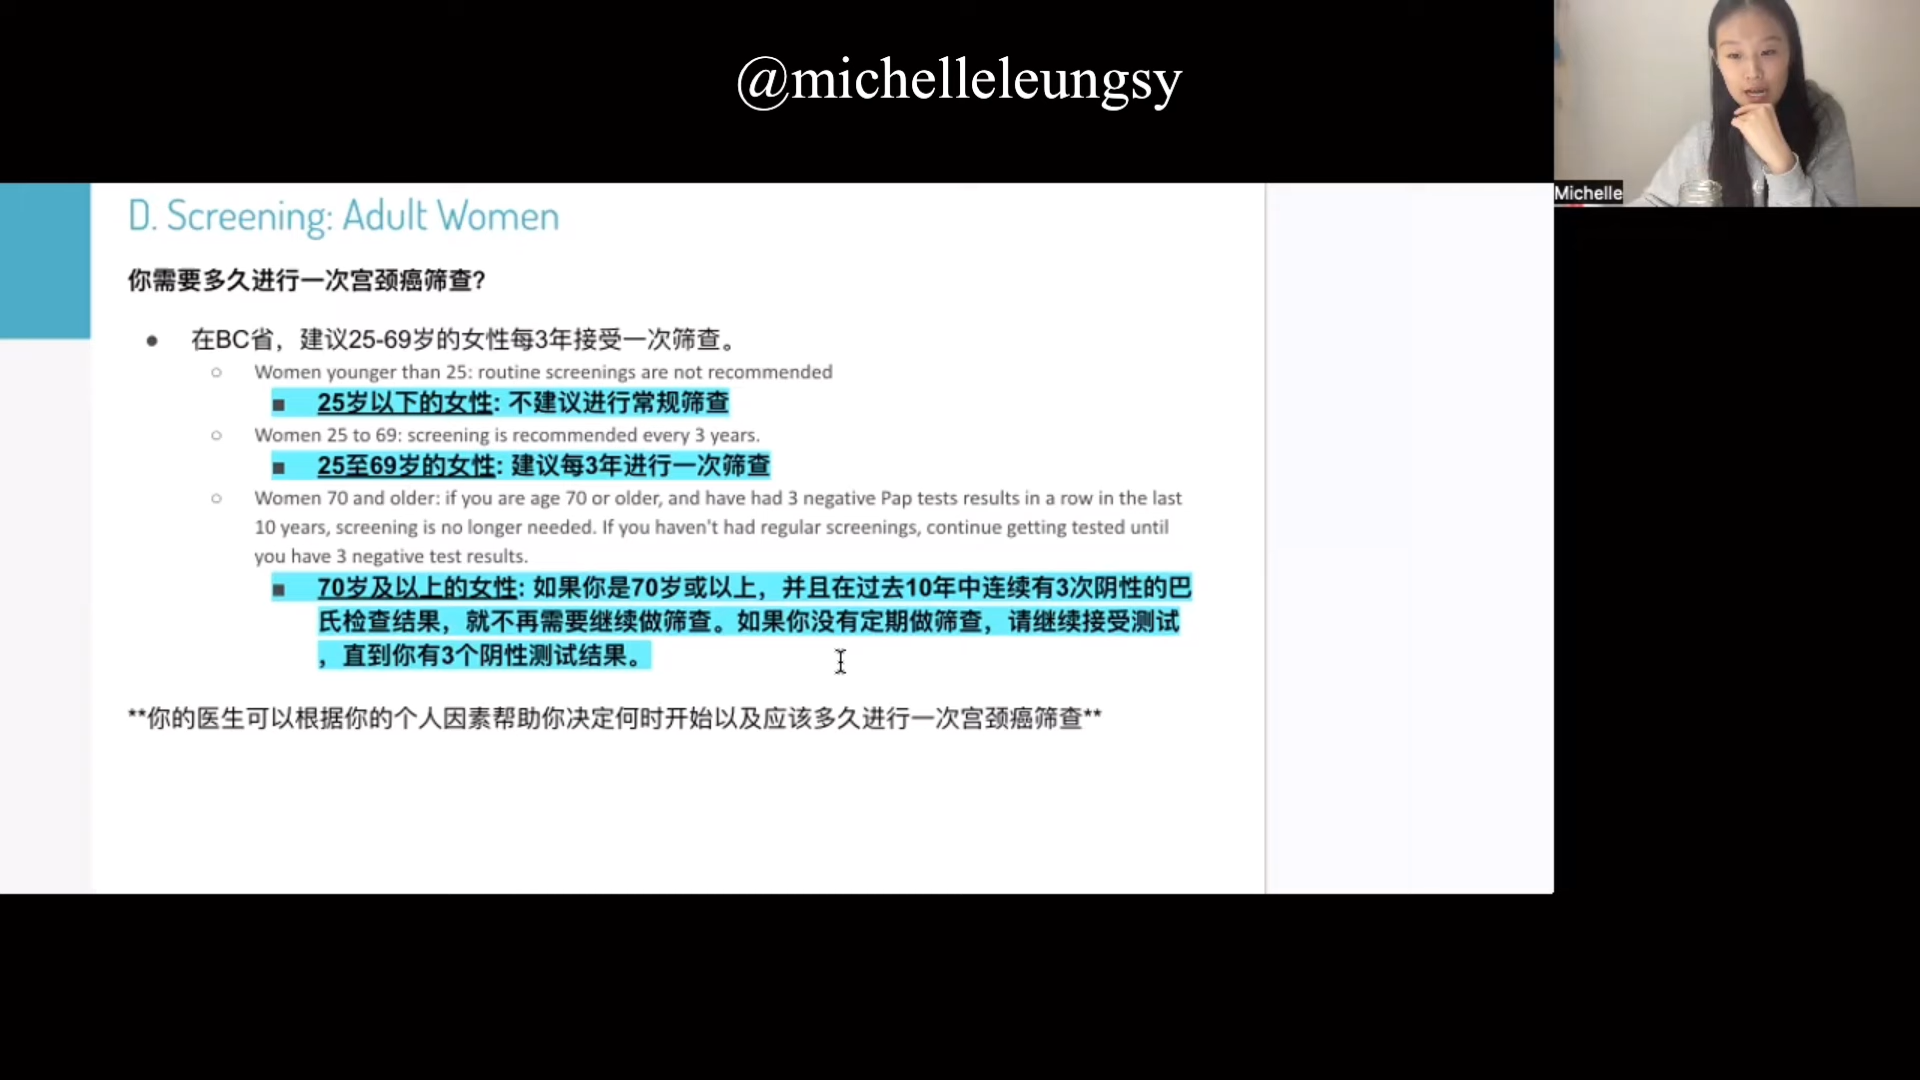 @michelleleungsy
Michelle
D. Screening: Adult Women
你需要多久进行一次宫颈癌筛查?
● 在BC省，建议25-69岁的女性每3年接受一次筛查。
○ Women younger than 25: routine screenings are not recommended
■ 25岁以下的女性: 不建议进行常规筛查
○ Women 25 to 69: screening is recommended every 3 years.
■ 25至69岁的女性: 建议每3年进行一次筛查
○ Women 70 and older: if you are age 70 or older, and have had 3 negative Pap tests results in a row in the last
10 years, screening is no longer needed. If you haven't had regular screenings, continue getting tested until
you have 3 negative test results.
■ 70岁及以上的女性: 如果你是70岁或以上，并且在过去10年中连续有3次阴性的巴
氏检查结果，就不再需要继续做筛查。如果你没有定期做筛查，请继续接受测试
，直到你有3个阴性测试结果。
**你的医生可以根据你的个人因素帮助你决定何时开始以及应该多久进行一次宫颈癌筛查**